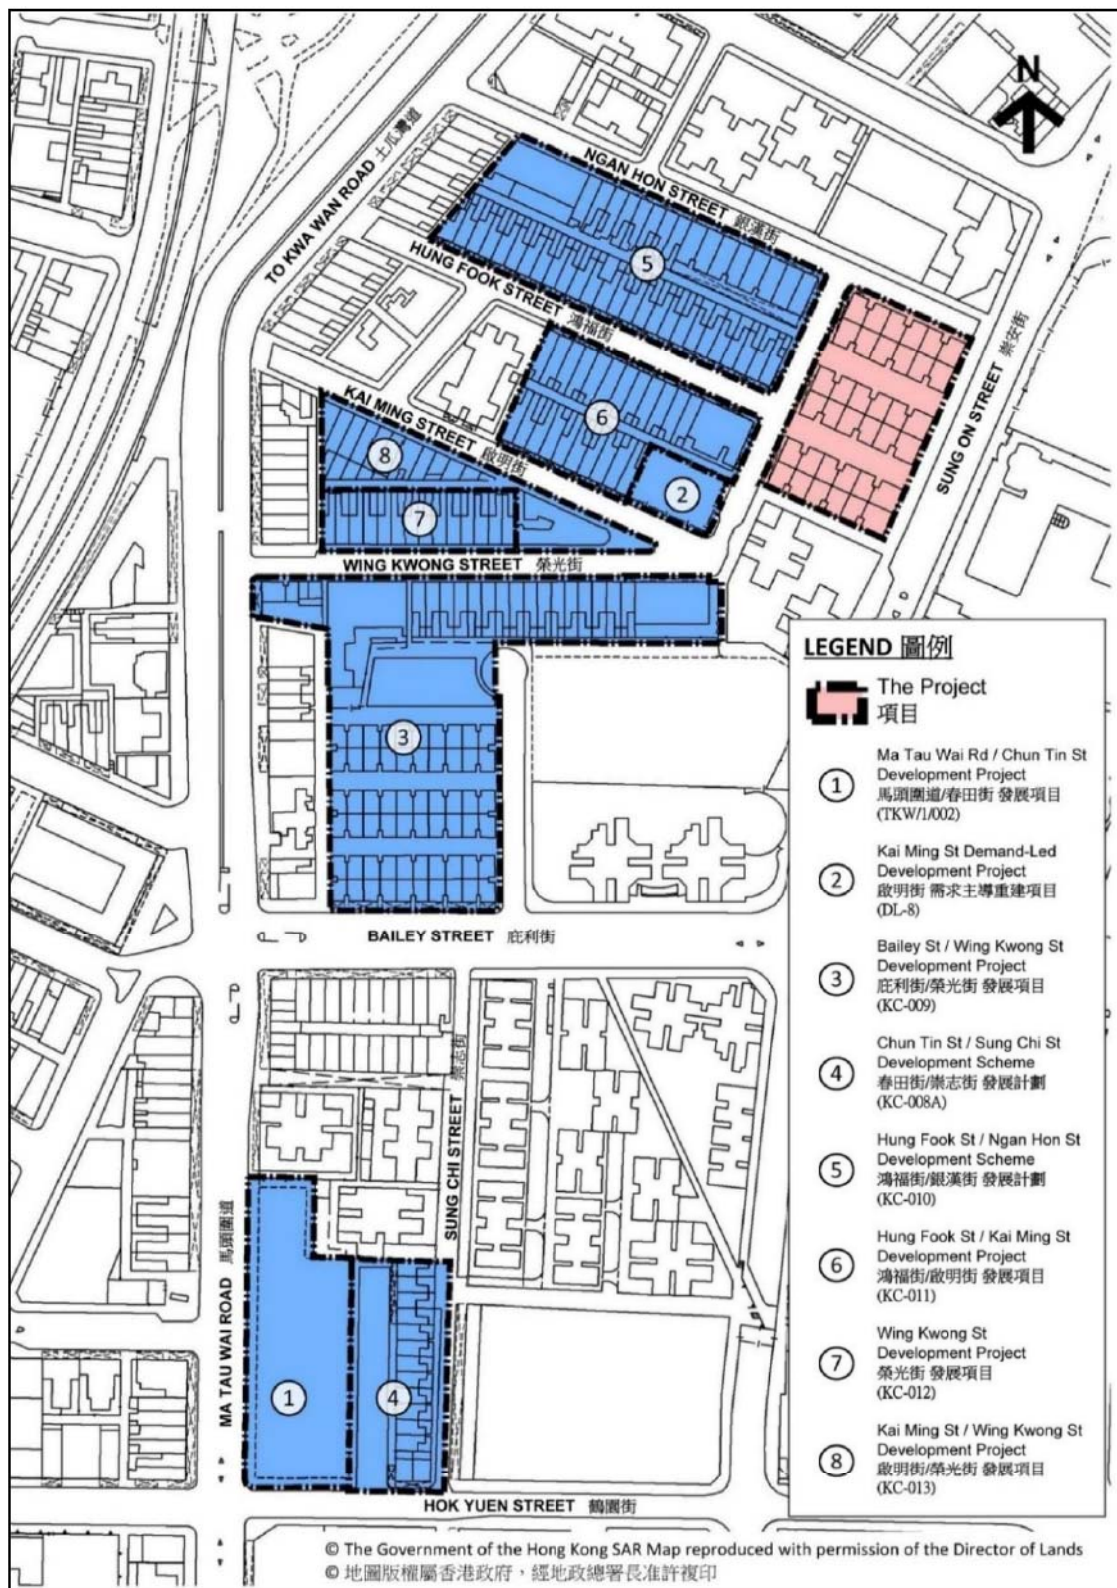 N
NGAN HON STREET 銀漢街
TO KWA WAN ROAD 土瓜灣道
HUNG FOOK STREET 鴻福街
5
KAI MING STREET 啟明街
6
8
2
7
SUNG ON STREET 崇安街
WING KWONG STREET 榮光街
3
BAILEY STREET 庇利街
SUNG CHI STREET 崇志街
MA TAU WAI ROAD 馬頭圍道
1
4
HOK YUEN STREET 鶴園街
LEGEND 圖例
The Project
項目
1
Ma Tau Wai Rd / Chun Tin St
Development Project
馬頭圍道/春田街 發展項目
(TKW/1/002)
2
Kai Ming St Demand-Led
Development Project
啟明街 需求主導重建項目
(DL-8)
3
Bailey St / Wing Kwong St
Development Project
庇利街/榮光街 發展項目
(KC-009)
4
Chun Tin St / Sung Chi St
Development Scheme
春田街/崇志街 發展計劃
(KC-008A)
5
Hung Fook St / Ngan Hon St
Development Scheme
鴻福街/銀漢街 發展計劃
(KC-010)
6
Hung Fook St / Kai Ming St
Development Project
鴻福街/啟明街 發展項目
(KC-011)
7
Wing Kwong St
Development Project
榮光街 發展項目
(KC-012)
8
Kai Ming St / Wing Kwong St
Development Project
啟明街/榮光街 發展項目
(KC-013)
© The Government of the Hong Kong SAR Map reproduced with permission of the Director of Lands
© 地圖版權屬香港政府，經地政總署長准許複印